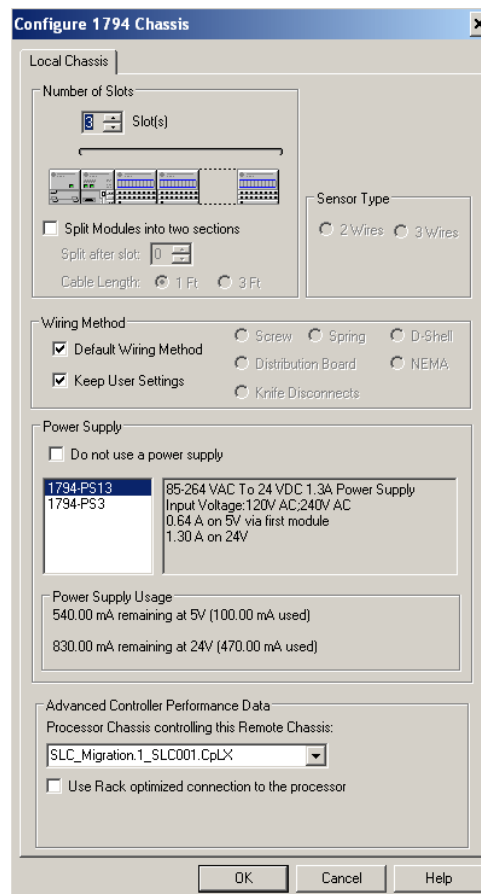 Configure 1794 Chassis
Local Chassis
Number of Slots
3 Slot(s)
Split Modules into two sections
Split after slot: 0
Cable Length: 1 Ft 3 Ft
Sensor Type
2 Wires 3 Wires
Wiring Method
Default Wiring Method
Keep User Settings
Screw Spring D-Shell
Distribution Board NEMA
Knife Disconnects
Power Supply
Do not use a power supply
1794-PS13
1794-PS3
85-264 VAC To 24 VDC 1.3A Power Supply
Input Voltage:120V AC;240V AC
0.64 A on 5V via first module
1.30 A on 24V
Power Supply Usage
540.00 mA remaining at 5V (100.00 mA used)
830.00 mA remaining at 24V (470.00 mA used)
Advanced Controller Performance Data
Processor Chassis controlling this Remote Chassis:
SLC_Migration.1_SLC001.CpLX
Use Rack optimized connection to the processor
OK Cancel Help